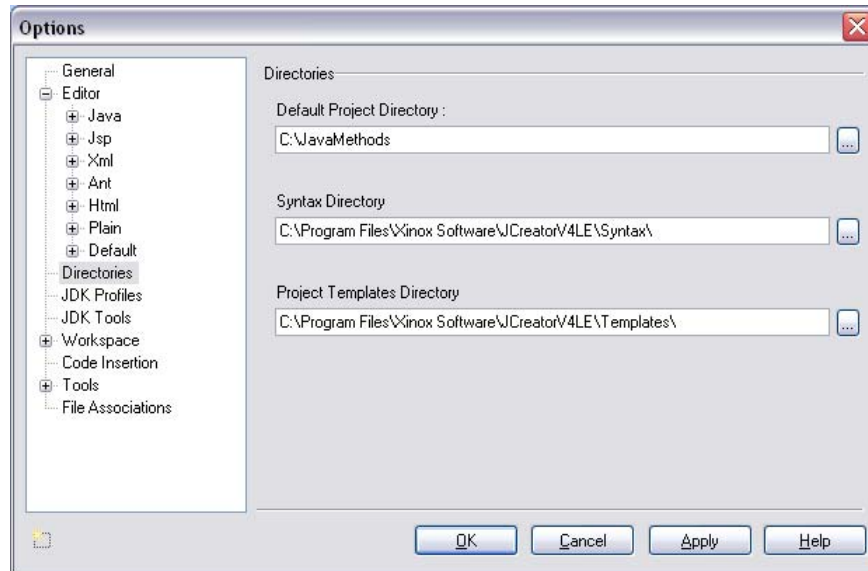 Options
General
Editor
Java
Jsp
Xml
Ant
Html
Plain
Default
Directories
JDK Profiles
JDK Tools
Workspace
Code Insertion
Tools
File Associations
Directories
Default Project Directory :
C:\JavaMethods
...
Syntax Directory
C:\Program Files\Xinox Software\JCreatorV4LE\Syntax\
...
Project Templates Directory
C:\Program Files\Xinox Software\JCreatorV4LE\Templates\
...
OK Cancel Apply Help